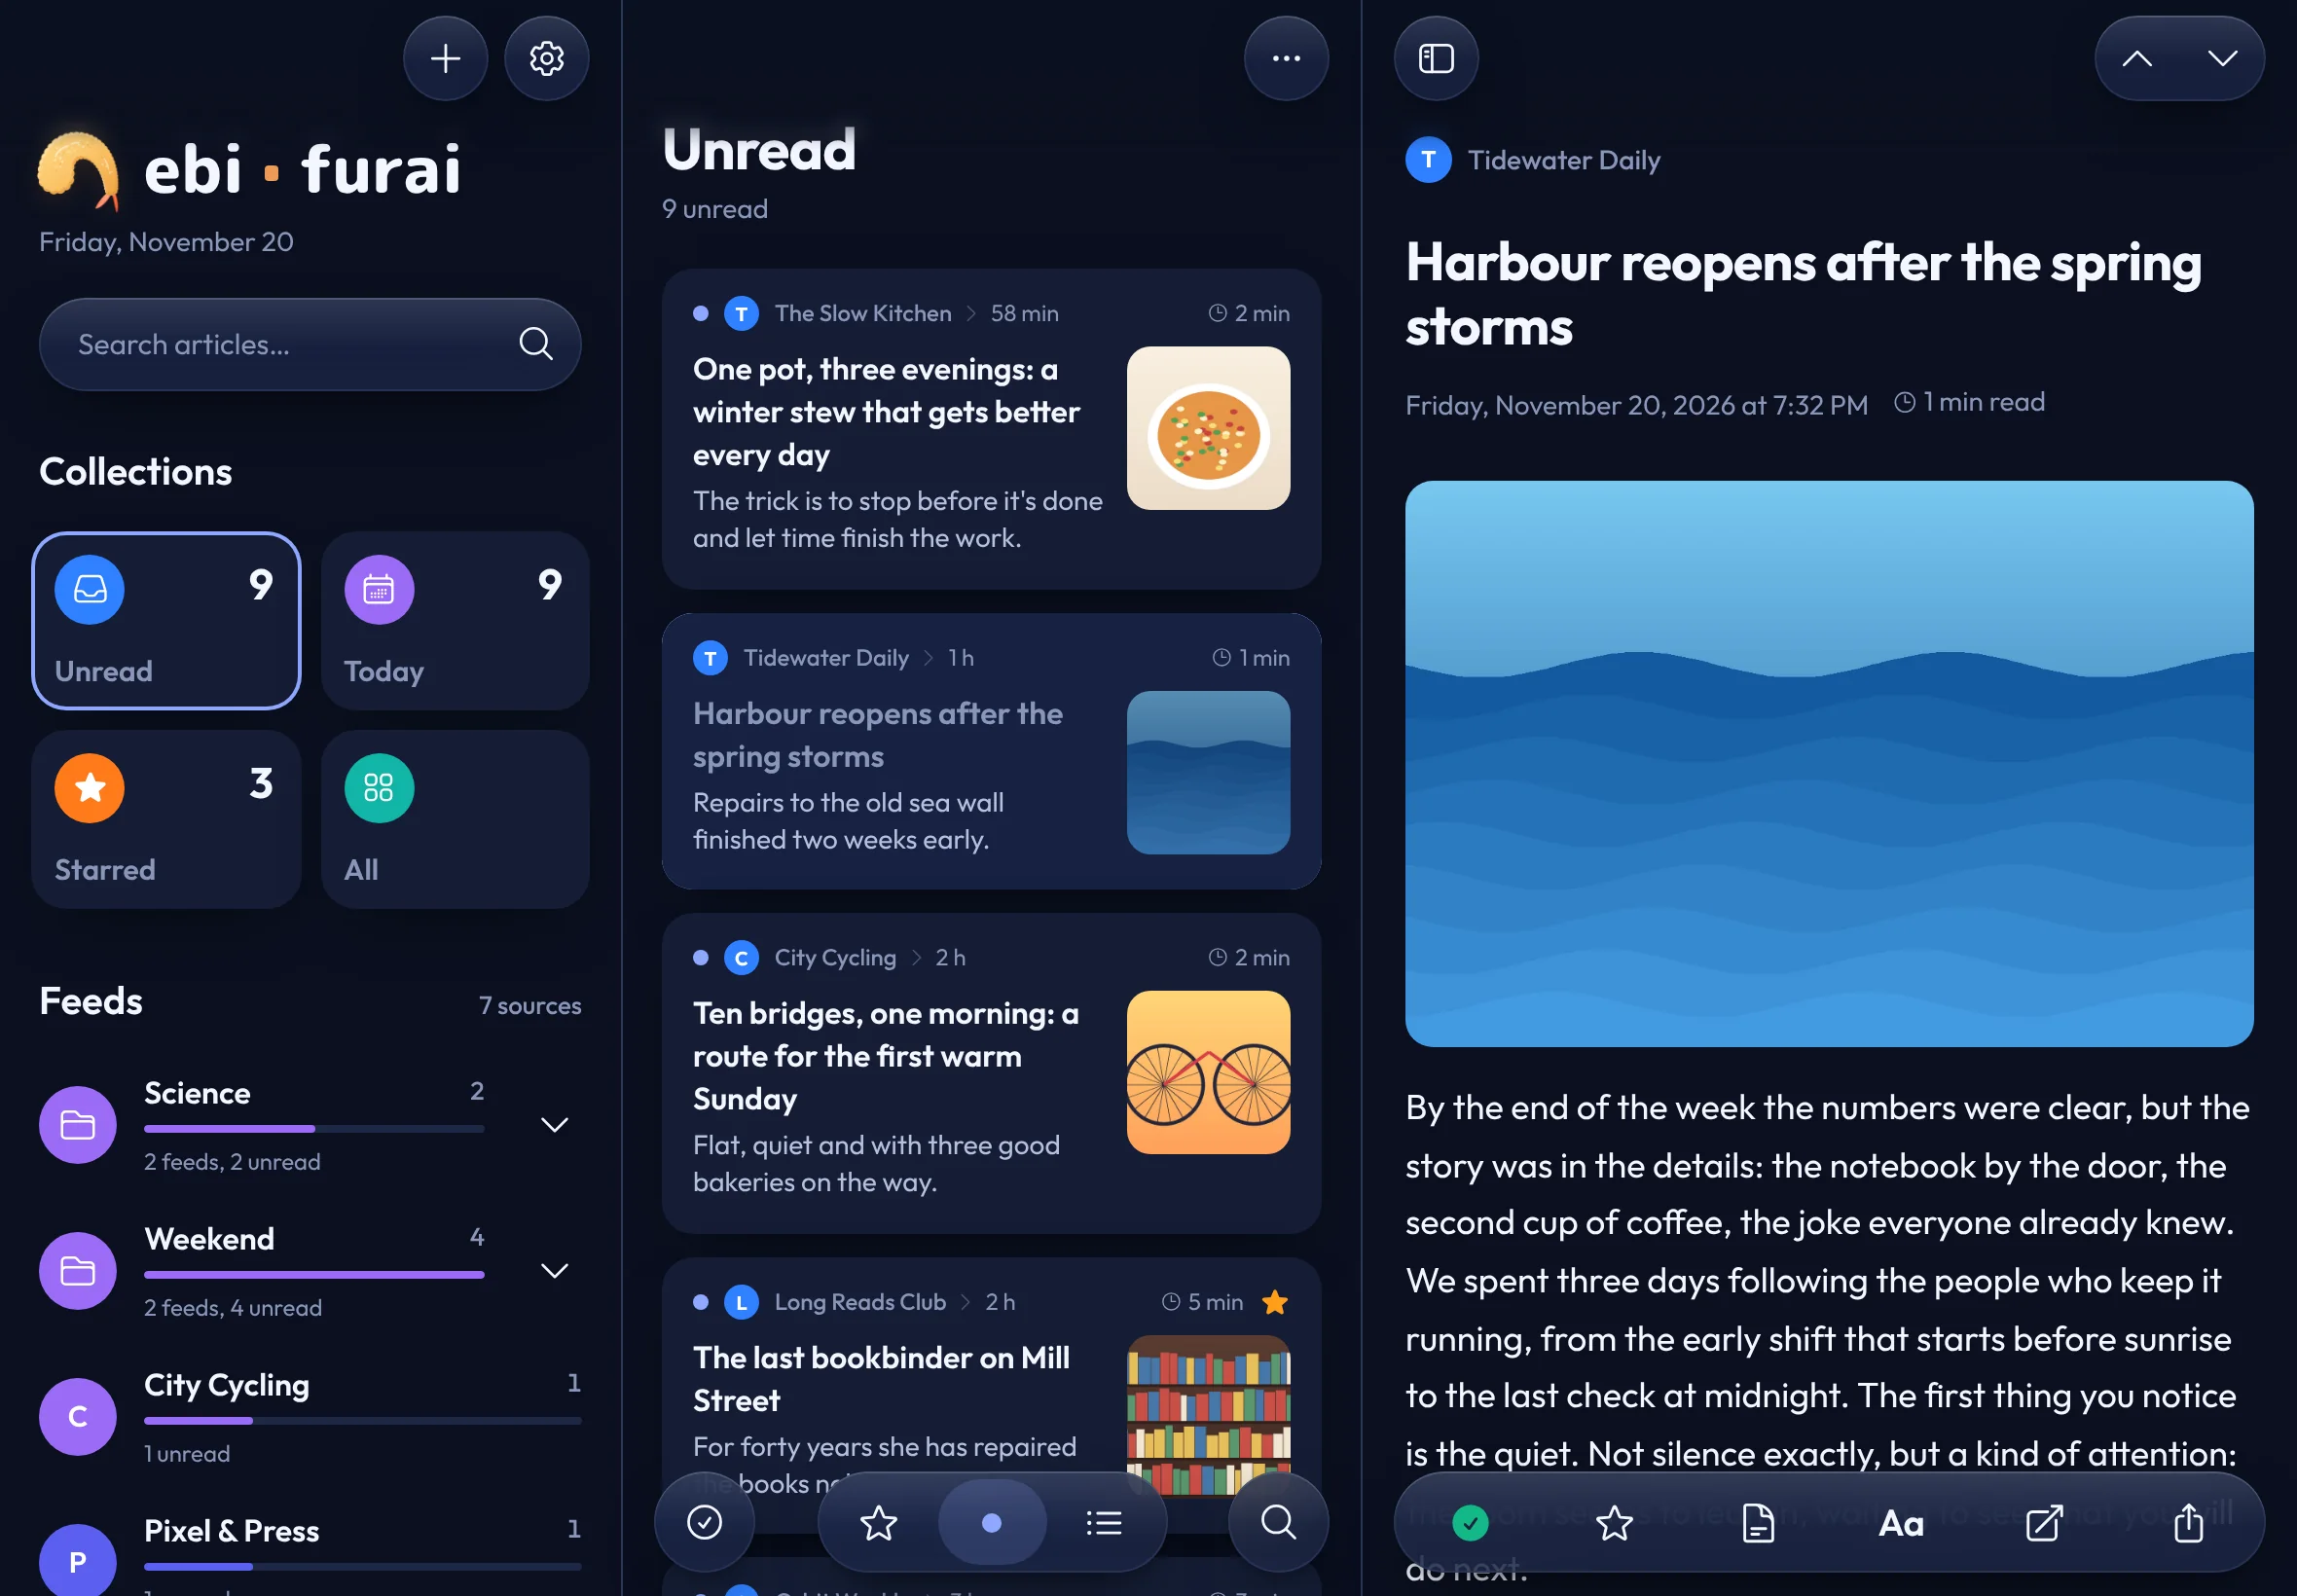 ebi · furai
Friday, November 20
Search articles...
Collections
9
Unread
9
Today
3
Starred
All
Feeds
7 sources
Science
2
2 feeds, 2 unread
Weekend
4
2 feeds, 4 unread
C
City Cycling
1
1 unread
P
Pixel & Press
1
Unread
9 unread
T The Slow Kitchen 58 min 2 min
One pot, three evenings: a
winter stew that gets better
every day
The trick is to stop before it's done
and let time finish the work.
T Tidewater Daily 1 h 1 min
Harbour reopens after the
spring storms
Repairs to the old sea wall
finished two weeks early.
C City Cycling 2 h 2 min
Ten bridges, one morning: a
route for the first warm
Sunday
Flat, quiet and with three good
bakeries on the way.
L Long Reads Club 2 h 5 min
The last bookbinder on Mill
Street
For forty years she has repaired
the books
T Tidewater Daily
Harbour reopens after the spring
storms
Friday, November 20, 2026 at 7:32 PM 1 min read
By the end of the week the numbers were clear, but the
story was in the details: the notebook by the door, the
second cup of coffee, the joke everyone already knew.
We spent three days following the people who keep it
running, from the early shift that starts before sunrise
to the last check at midnight. The first thing you notice
is the quiet. Not silence exactly, but a kind of attention:
Aa
do next.